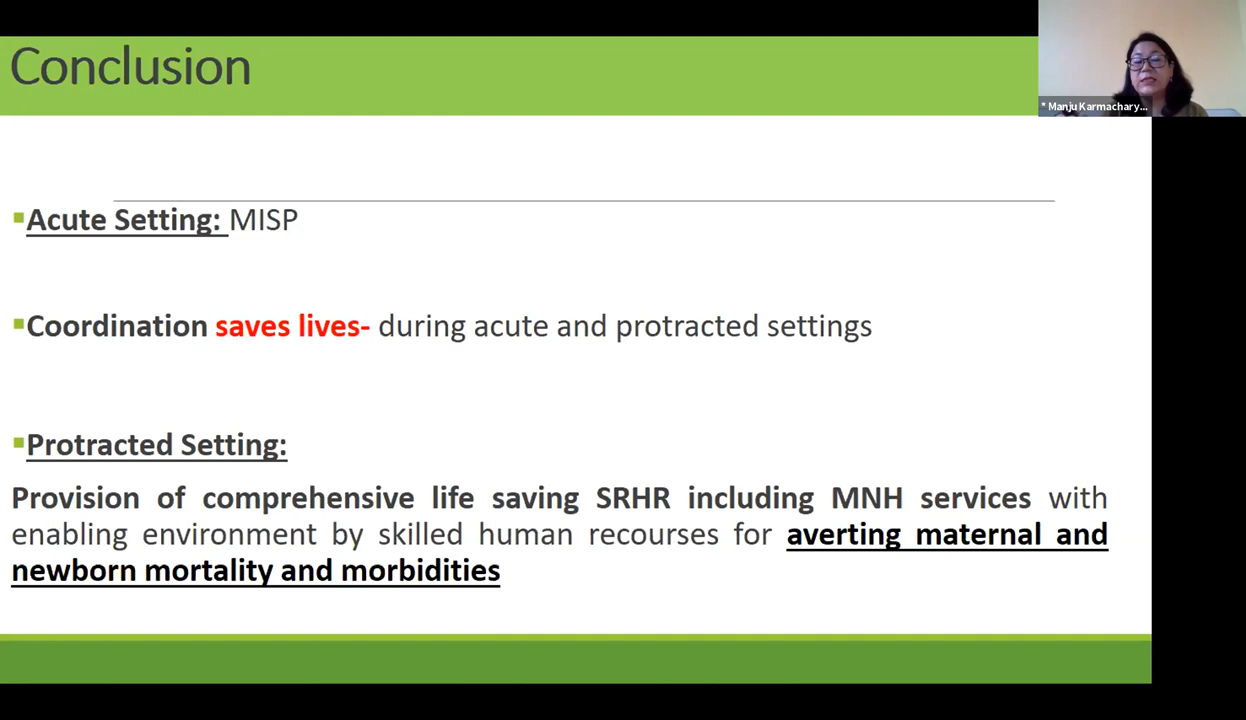 Conclusion
* Manju Karmachary...
▪Acute Setting: MISP
▪Coordination saves lives- during acute and protracted settings
▪Protracted Setting:
Provision of comprehensive life saving SRHR including MNH services with
enabling environment by skilled human recourses for averting maternal and
newborn mortality and morbidities